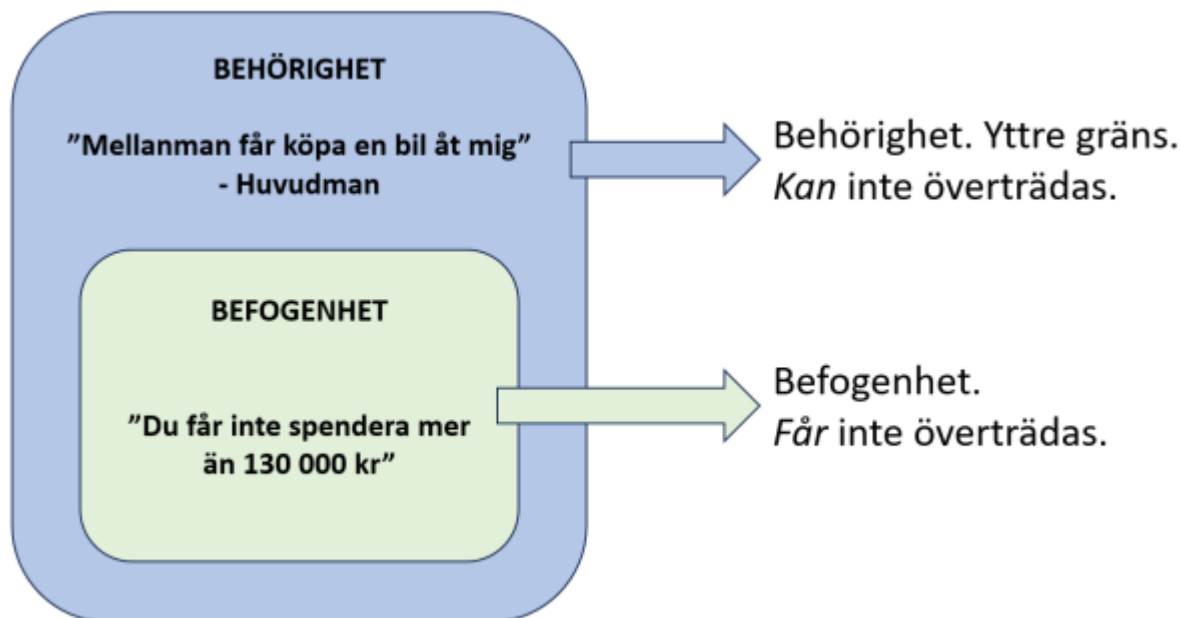 BEHÖRIGHET
”Mellanman får köpa en bil åt mig”
- Huvudman
Behörighet. Yttre gräns.
Kan inte överträdas.
BEFOGENHET
”Du får inte spendera mer
än 130 000 kr”
Befogenhet.
Får inte överträdas.